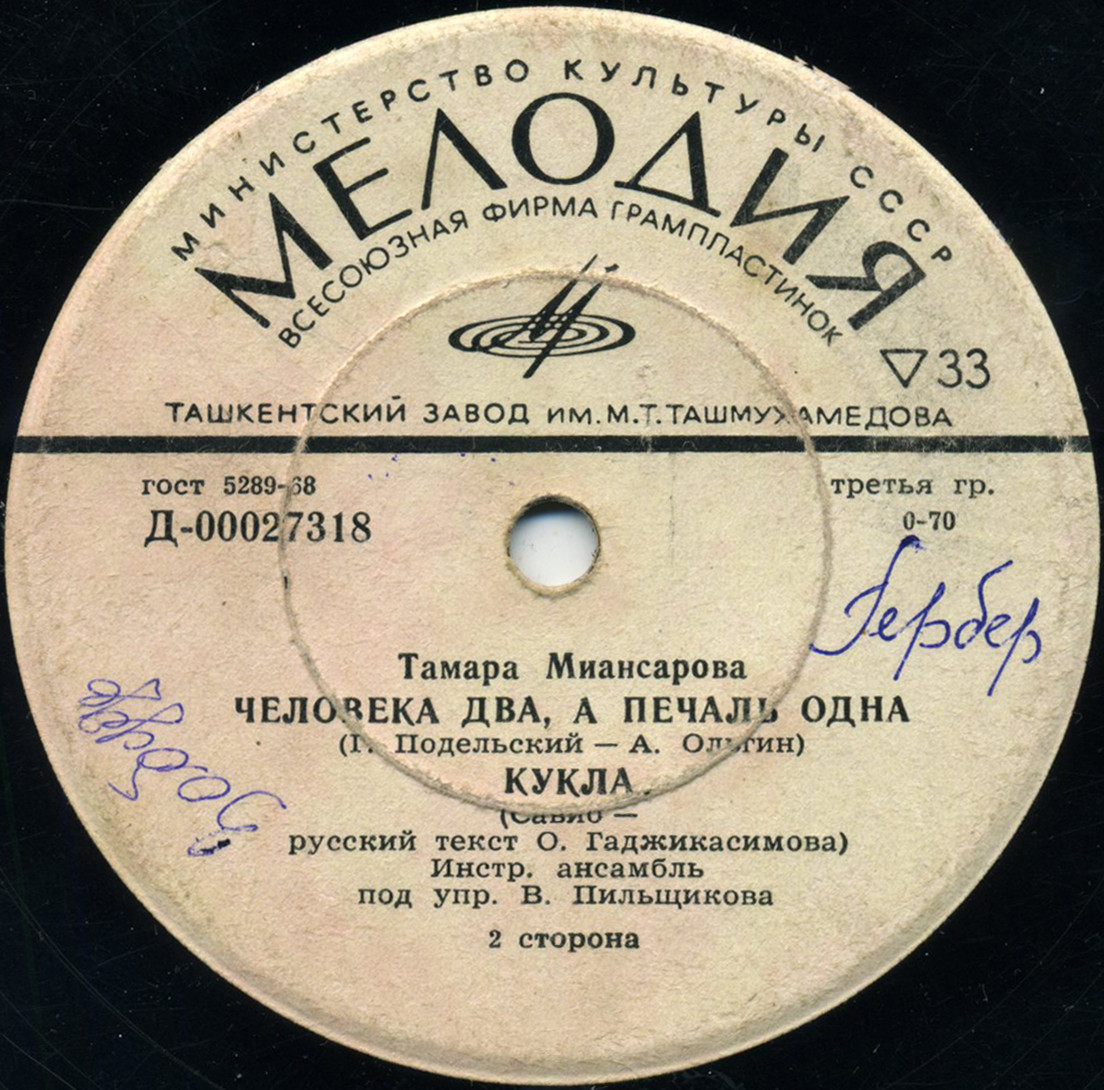 МИНИСТЕРСТВО КУЛЬТУРЫ СССР
МЕЛОДИЯ
ВСЕСОЮЗНАЯ ФИРМА ГРАМПЛАСТИНОК
▽33
ТАШКЕНТСКИЙ ЗАВОД им.М.Т.ТАШМУХАМЕДОВА
гост 5289-68
третья гр.
Д-00027318
0-70
Гербер
Тамара Миансарова
ЧЕЛОВЕКА ДВА, А ПЕЧАЛЬ ОДНА
(Г. Подельский — А. Ольгин)
КУКЛА
(Савио —
русский текст О. Гаджикасимова)
Инстр. ансамбль
под упр. В. Пильщикова
2 сторона